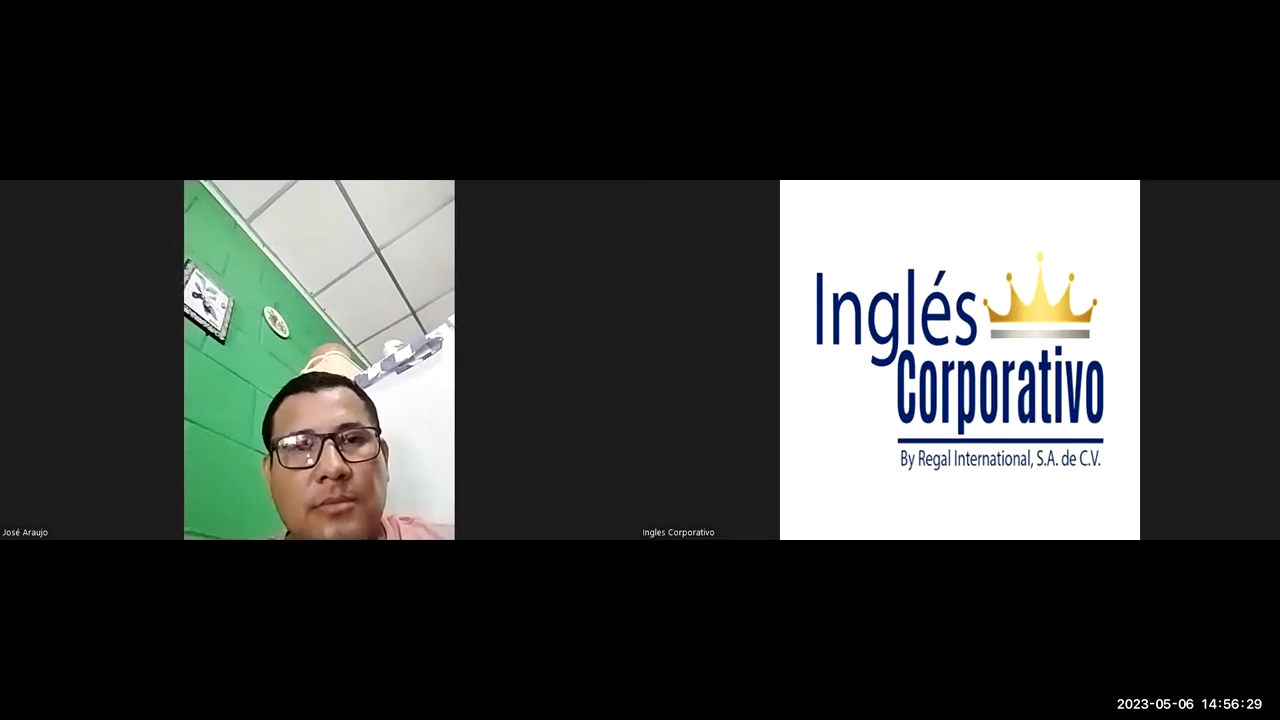 Inglés
Corporativo
By Regal International, S.A. de C.V.
José Araujo
Ingles Corporativo
2023-05-06 14:56:29